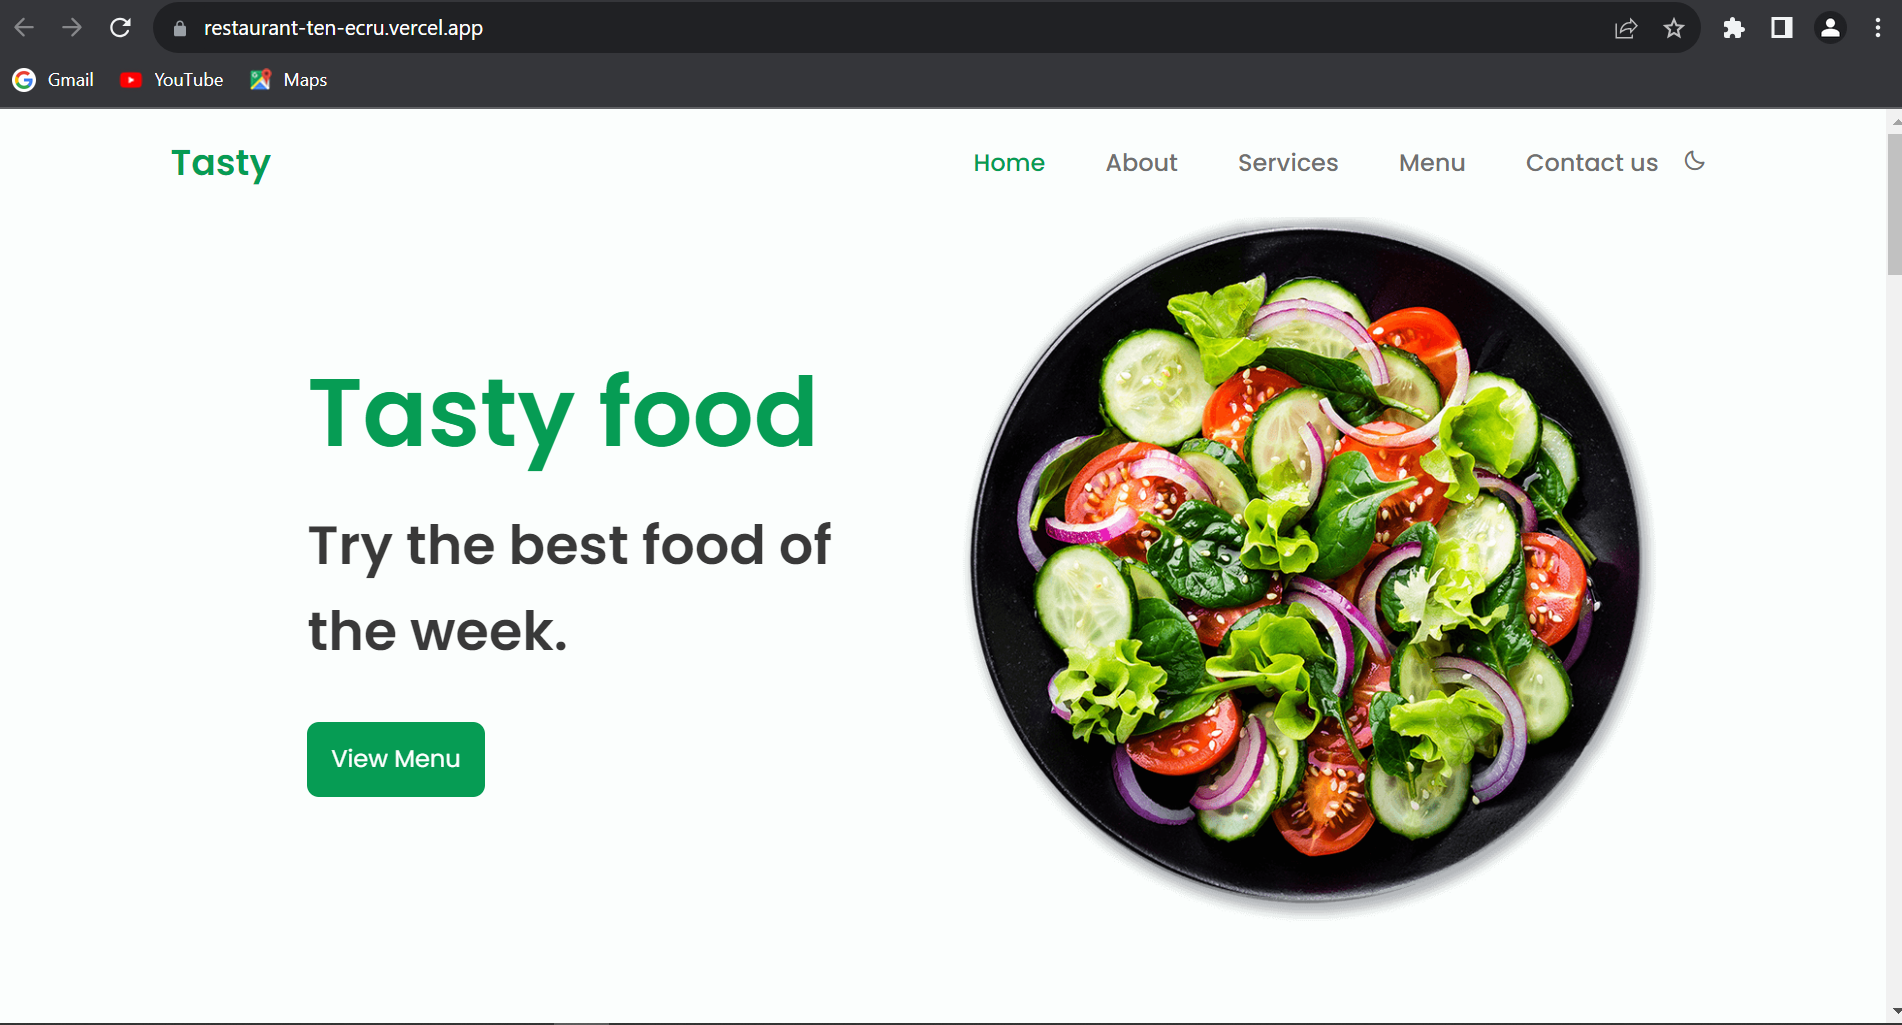 restaurant-ten-ecru.vercel.app
Gmail YouTube Maps
Tasty Home About Services Menu Contact us
Tasty food
Try the best food of
the week.
View Menu